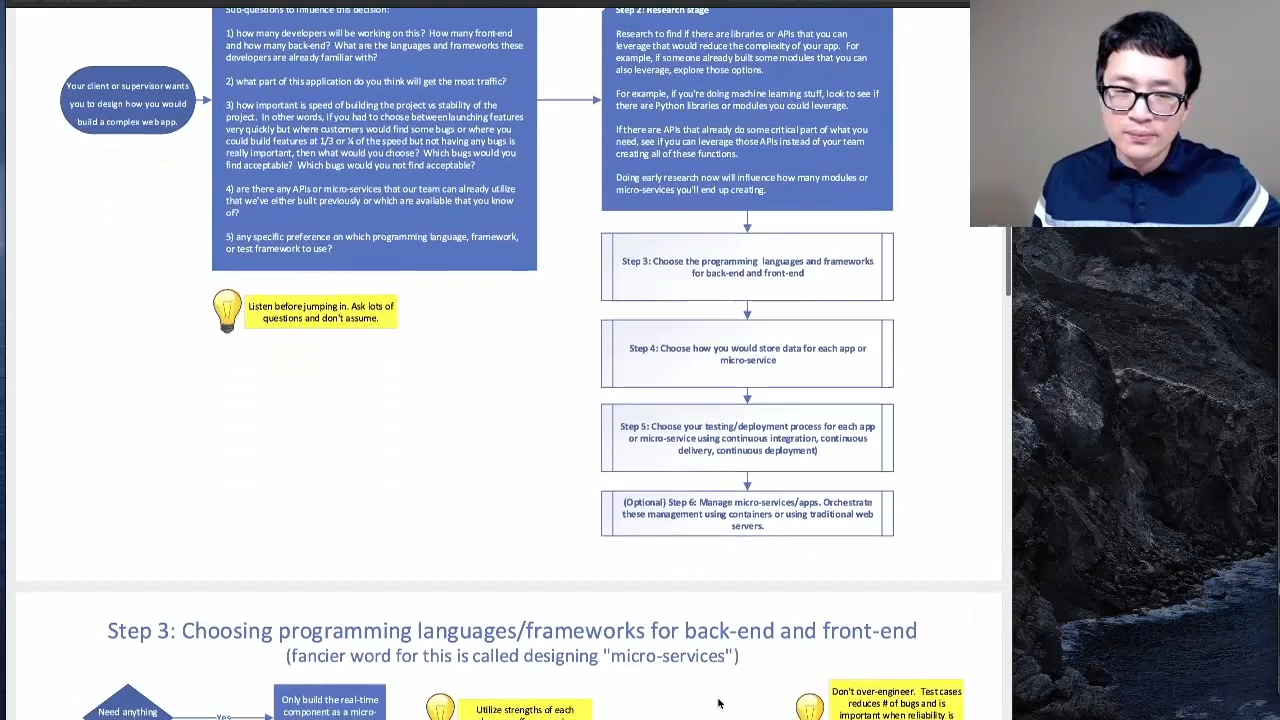 Sub-questions to influence this decision:
1) how many developers will be working on this? How many front-end
and how many back-end? What are the languages and frameworks these
developers are already familiar with?
2) what part of this application do you think will get the most traffic?
3) how important is speed of building the project vs stability of the
project. In other words, if you had to choose between launching features
very quickly but where customers would find some bugs or where you
could build features at 1/3 or ¼ of the speed but not having any bugs is
really important, then what would you choose? Which bugs would you
find acceptable? Which bugs would you not find acceptable?
4) are there any APIs or micro-services that our team can already utilize
that we've either built previously or which are available that you know
of?
5) any specific preference on which programming language, framework,
or test framework to use?
Your client or supervisor wants
you to design how you would
build a complex web app.
Listen before jumping in. Ask lots of
questions and don't assume.
Step 2: Research stage
Research to find if there are libraries or APIs that you can
leverage that would reduce the complexity of your app. For
example, if someone already built some modules that you can
also leverage, explore those options.
For example, if you're doing machine learning stuff, look to see if
there are Python libraries or modules you could leverage.
If there are APIs that already do some critical part of what you
need, see if you can leverage those APIs instead of your team
creating all of these functions.
Doing early research now will influence how many modules or
micro-services you'll end up creating.
Step 3: Choose the programming languages and frameworks
for back-end and front-end
Step 4: Choose how you would store data for each app or
micro-service
Step 5: Choose your testing/deployment process for each app
or micro-service using continuous integration, continuous
delivery, continuous deployment)
(Optional) Step 6: Manage micro-services/apps. Orchestrate
these management using containers or using traditional web
servers.
Step 3: Choosing programming languages/frameworks for back-end and front-end
(fancier word for this is called designing "micro-services")
Need anything
Yes
Only build the real-time
component as a micro-
Utilize strengths of each
Don't over-engineer. Test cases
reduces # of bugs and is
important when reliability is